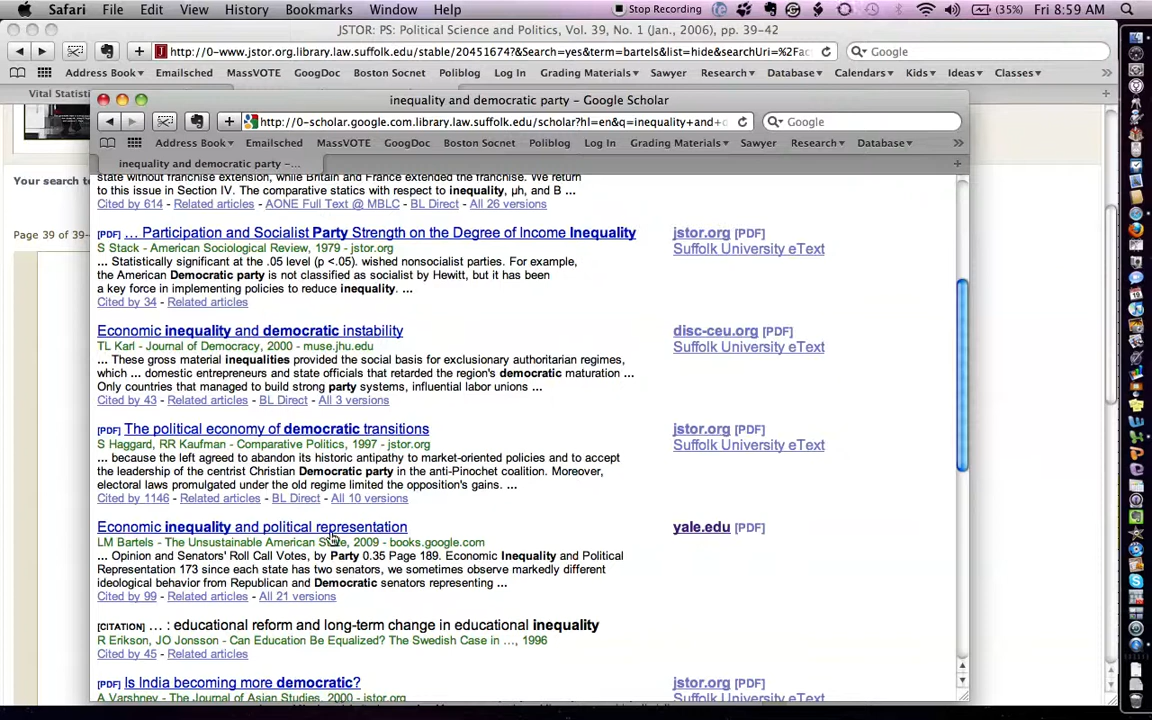 Safari File Edit View History Bookmarks Window Help Stop Recording (35%) Fri 8:59 AM
JSTOR: PS: Political Science and Politics, Vol. 39, No. 1 (Jan., 2006), pp. 39–42
http://0-www.jstor.org.library.law.suffolk.edu/stable/20451674?&Search=yes&term=bartels&list=hide&searchUri=%2Fac Google
Address Book Emailsched MassVOTE GoogDoc Boston Socnet Poliblog Log In Grading Materials Sawyer Research Database Calendars Kids Ideas Classes »
Vital Statisti
inequality and democratic party – Google Scholar
http://0-scholar.google.com.library.law.suffolk.edu/scholar?hl=en&q=inequality+and+d Google
Address Book Emailsched MassVOTE GoogDoc Boston Socnet Poliblog Log In Grading Materials Sawyer Research Database »
inequality and democratic party –...
Your search to
Page 39 of 39-
state without franchise extension, while Britain and France extended the franchise. We return
to this issue in Section IV. The comparative statics with respect to inequality, µh, and B ...
Cited by 614 - Related articles - AONE Full Text @ MBLC - BL Direct - All 26 versions
[PDF] ... Participation and Socialist Party Strength on the Degree of Income Inequality jstor.org [PDF]
S Stack - American Sociological Review, 1979 - jstor.org Suffolk University eText
... Statistically significant at the .05 level (p <.05). wished nonsocialist parties. For example,
the American Democratic party is not classified as socialist by Hewitt, but it has been
a key force in implementing policies to reduce inequality. ...
Cited by 34 - Related articles
Economic inequality and democratic instability disc-ceu.org [PDF]
TL Karl - Journal of Democracy, 2000 - muse.jhu.edu Suffolk University eText
... These gross material inequalities provided the social basis for exclusionary authoritarian regimes,
which ... domestic entrepreneurs and state officials that retarded the region's democratic maturation ...
Only countries that managed to build strong party systems, influential labor unions ...
Cited by 43 - Related articles - BL Direct - All 3 versions
[PDF] The political economy of democratic transitions jstor.org [PDF]
S Haggard, RR Kaufman - Comparative Politics, 1997 - jstor.org Suffolk University eText
... because the left agreed to abandon its historic antipathy to market-oriented policies and to accept
the leadership of the centrist Christian Democratic party in the anti-Pinochet coalition. Moreover,
electoral laws promulgated under the old regime limited the opposition's gains. ...
Cited by 1146 - Related articles - BL Direct - All 10 versions
Economic inequality and political representation yale.edu [PDF]
LM Bartels - The Unsustainable American State, 2009 - books.google.com
... Opinion and Senators' Roll Call Votes, by Party 0.35 Page 189. Economic Inequality and Political
Representation 173 since each state has two senators, we sometimes observe markedly different
ideological behavior from Republican and Democratic senators representing ...
Cited by 99 - Related articles - All 21 versions
[CITATION] ... : educational reform and long-term change in educational inequality
R Erikson, JO Jonsson - Can Education Be Equalized? The Swedish Case in ..., 1996
Cited by 45 - Related articles
[PDF] Is India becoming more democratic? jstor.org [PDF]
A Varshney - The Journal of Asian Studies, 2000 - jstor.org Suffolk University eText